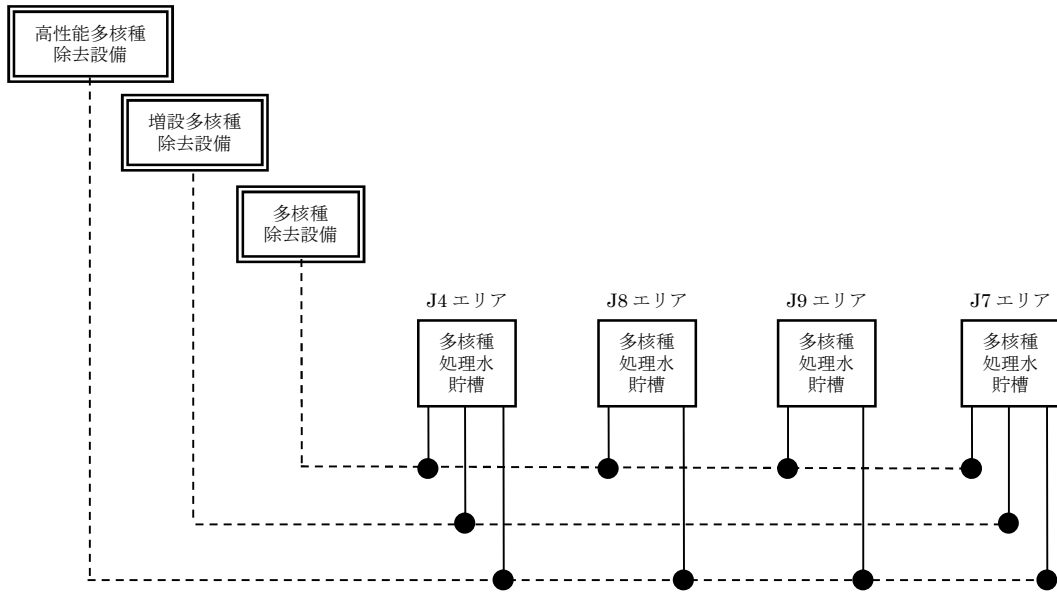 高性能多核種
除去設備
増設多核種
除去設備
多核種
除去設備
J4 エリア
J8 エリア
J9 エリア
J7 エリア
多核種
処理水
貯槽
多核種
処理水
貯槽
多核種
処理水
貯槽
多核種
処理水
貯槽